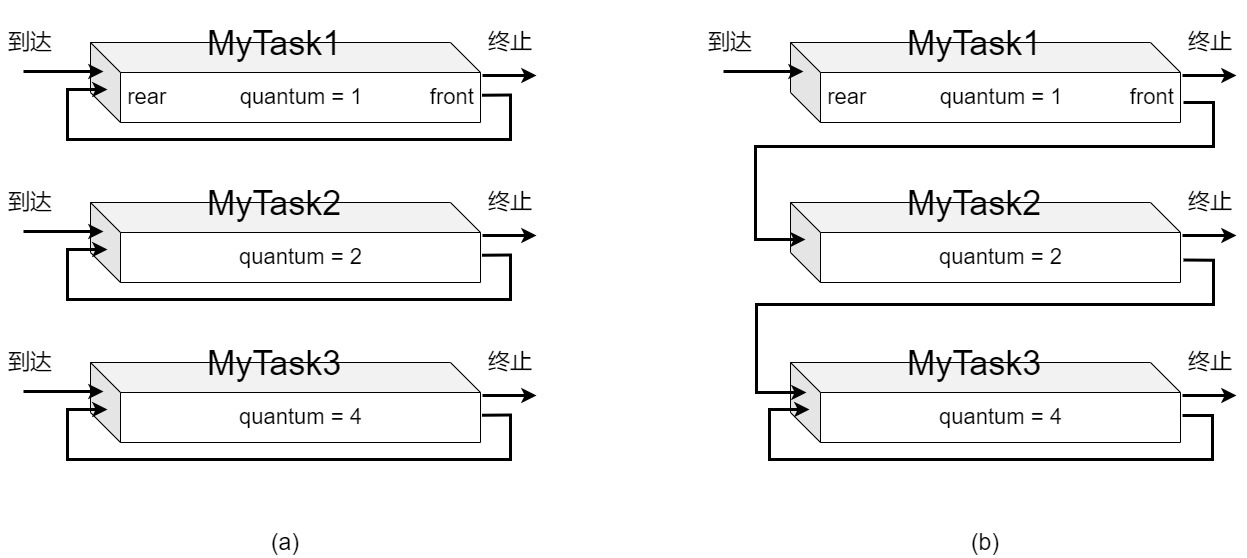 到达
MyTask1
终止
rear
quantum = 1
front
到达
MyTask2
终止
quantum = 2
到达
MyTask3
终止
quantum = 4
(a)
到达
MyTask1
终止
rear
quantum = 1
front
MyTask2
终止
quantum = 2
MyTask3
终止
quantum = 4
(b)